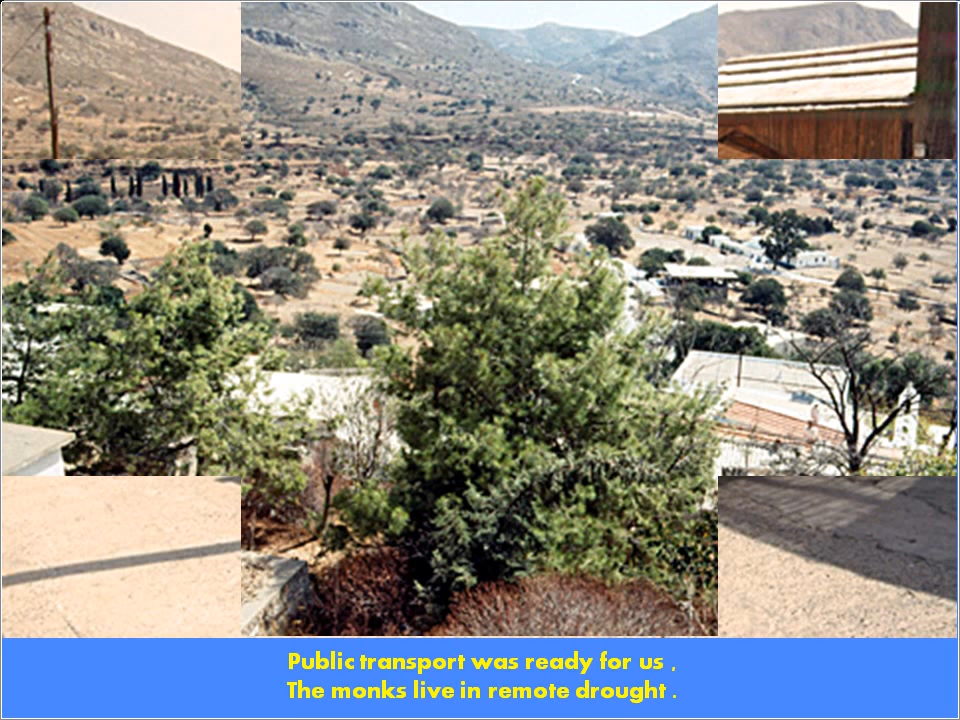 Public transport was ready for us ,
The monks live in remote drought .